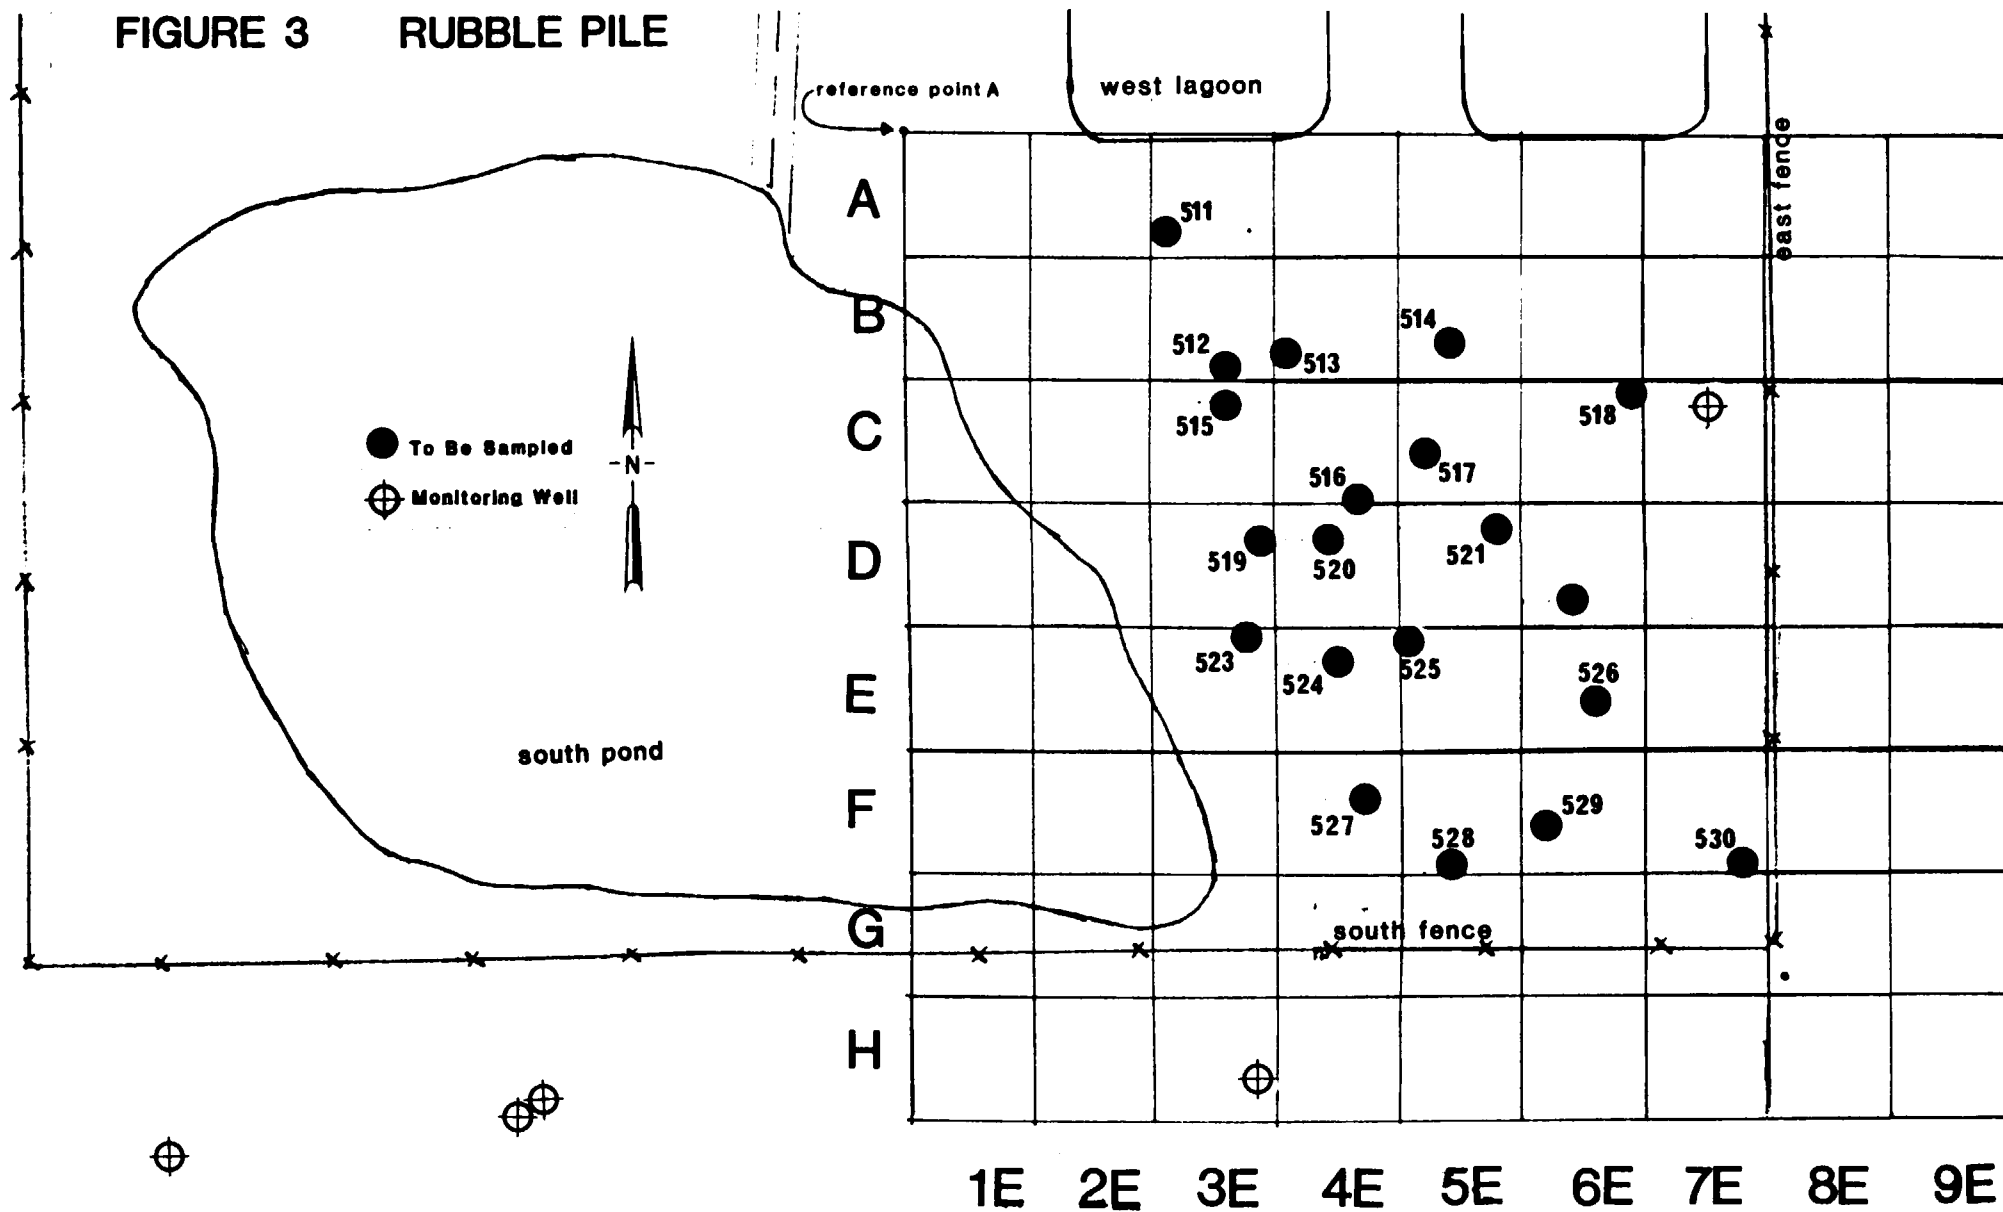 FIGURE 3 RUBBLE PILE
reference point A
west lagoon
east fence
A
511
B
514
512
513
C
518
515
517
516
To Be Sampled
-N-
Monitoring Well
D
519
520
521
523
525
524
526
E
south pond
F
529
527
528
530
G
south fence
H
1E 2E 3E 4E 5E 6E 7E 8E 9E